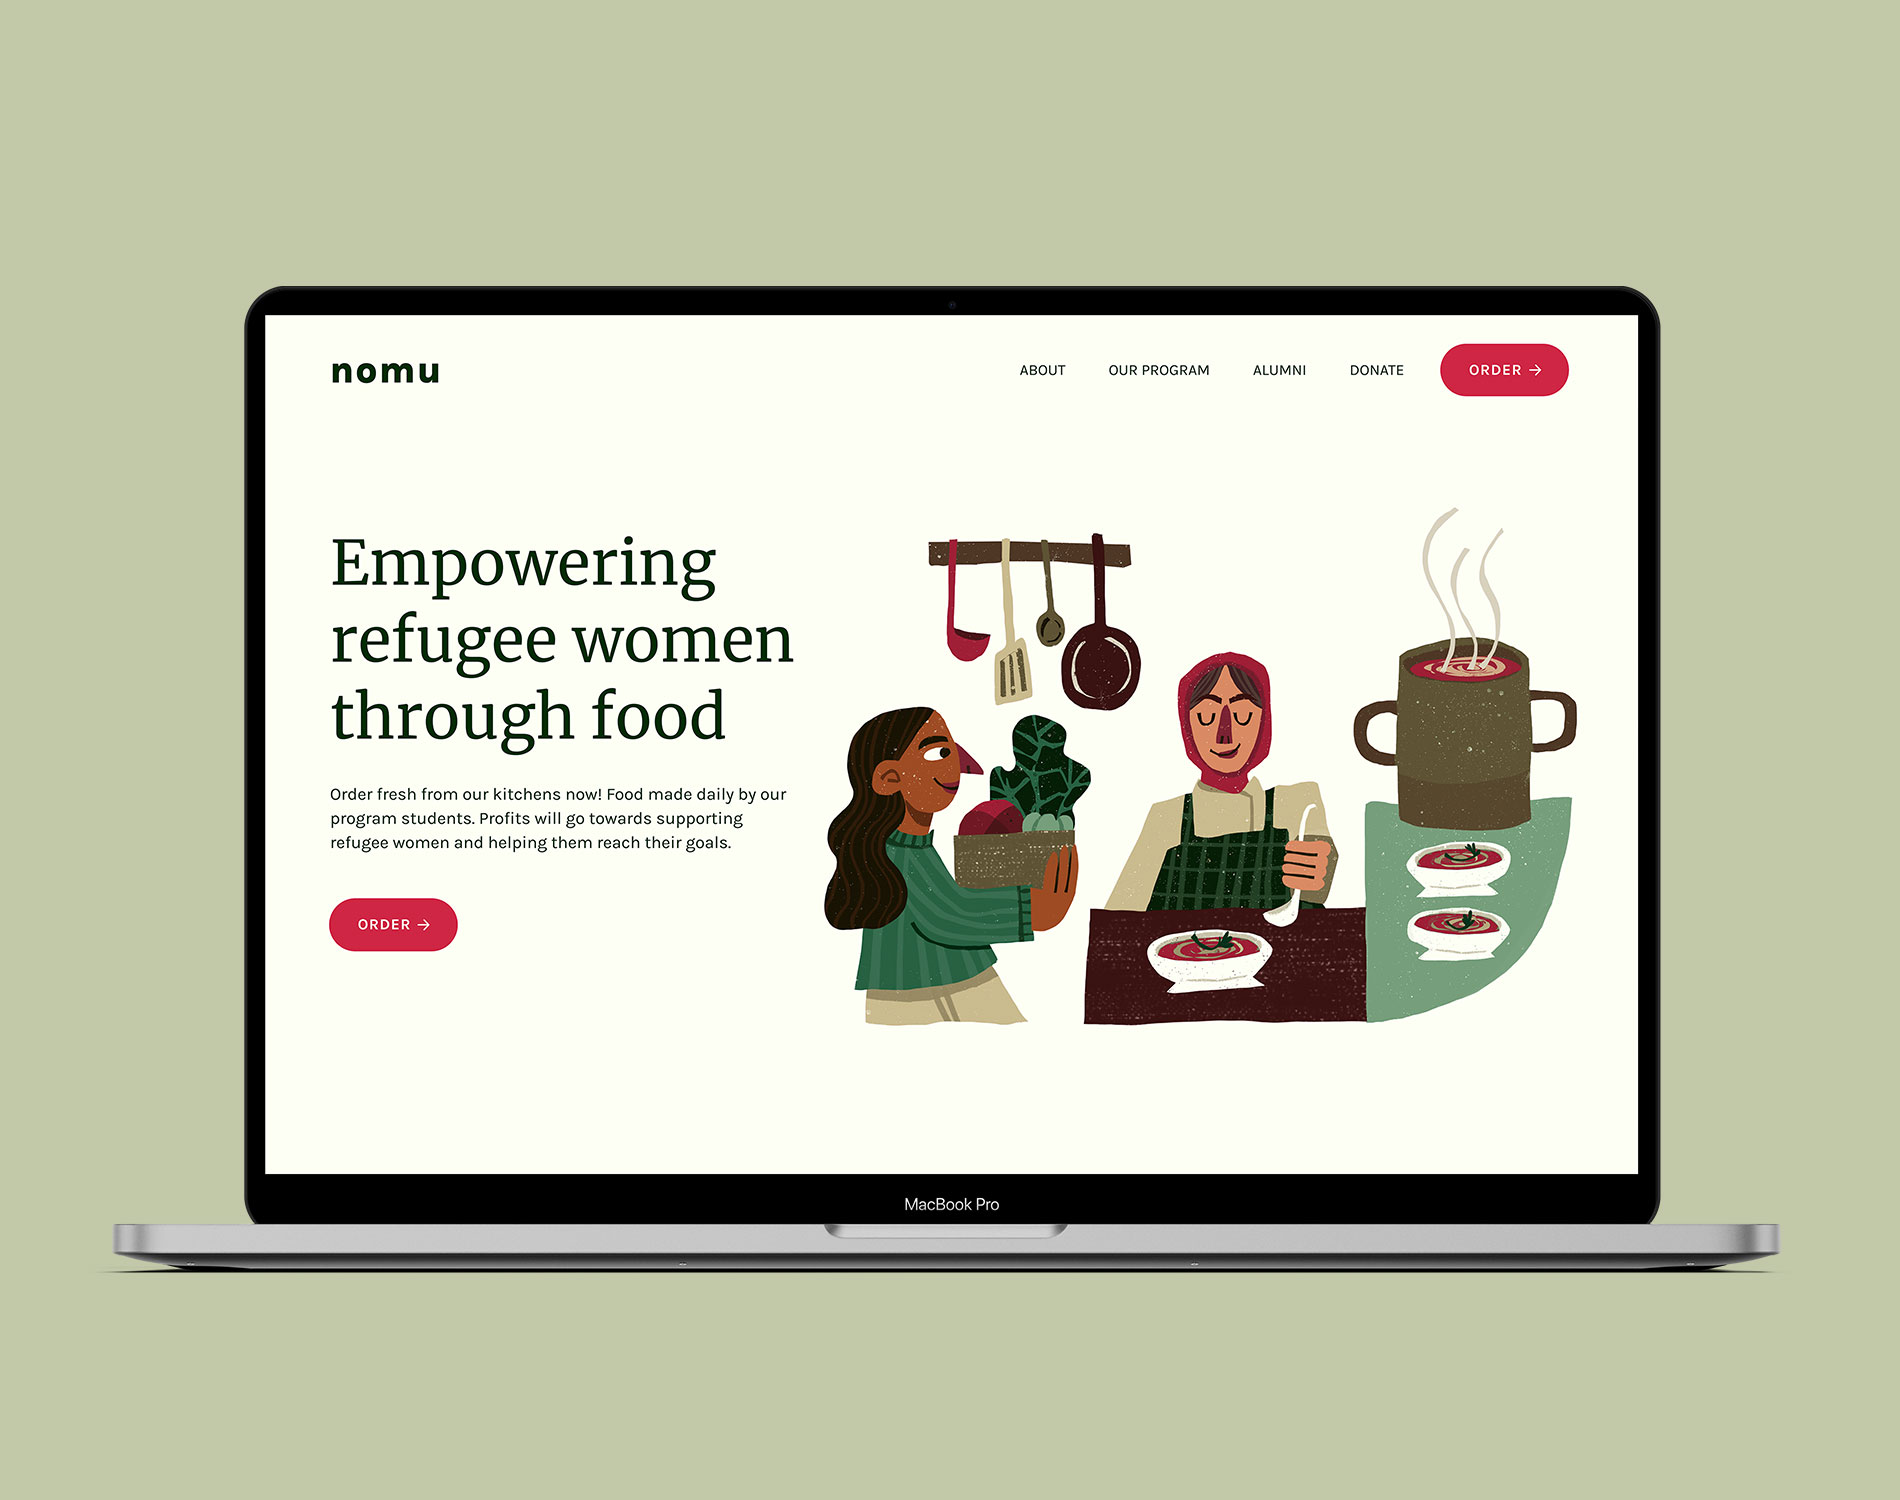 nomu
ABOUT OUR PROGRAM ALUMNI DONATE ORDER →
Empowering
refugee women
through food
Order fresh from our kitchens now! Food made daily by our
program students. Profits will go towards supporting
refugee women and helping them reach their goals.
ORDER →
MacBook Pro